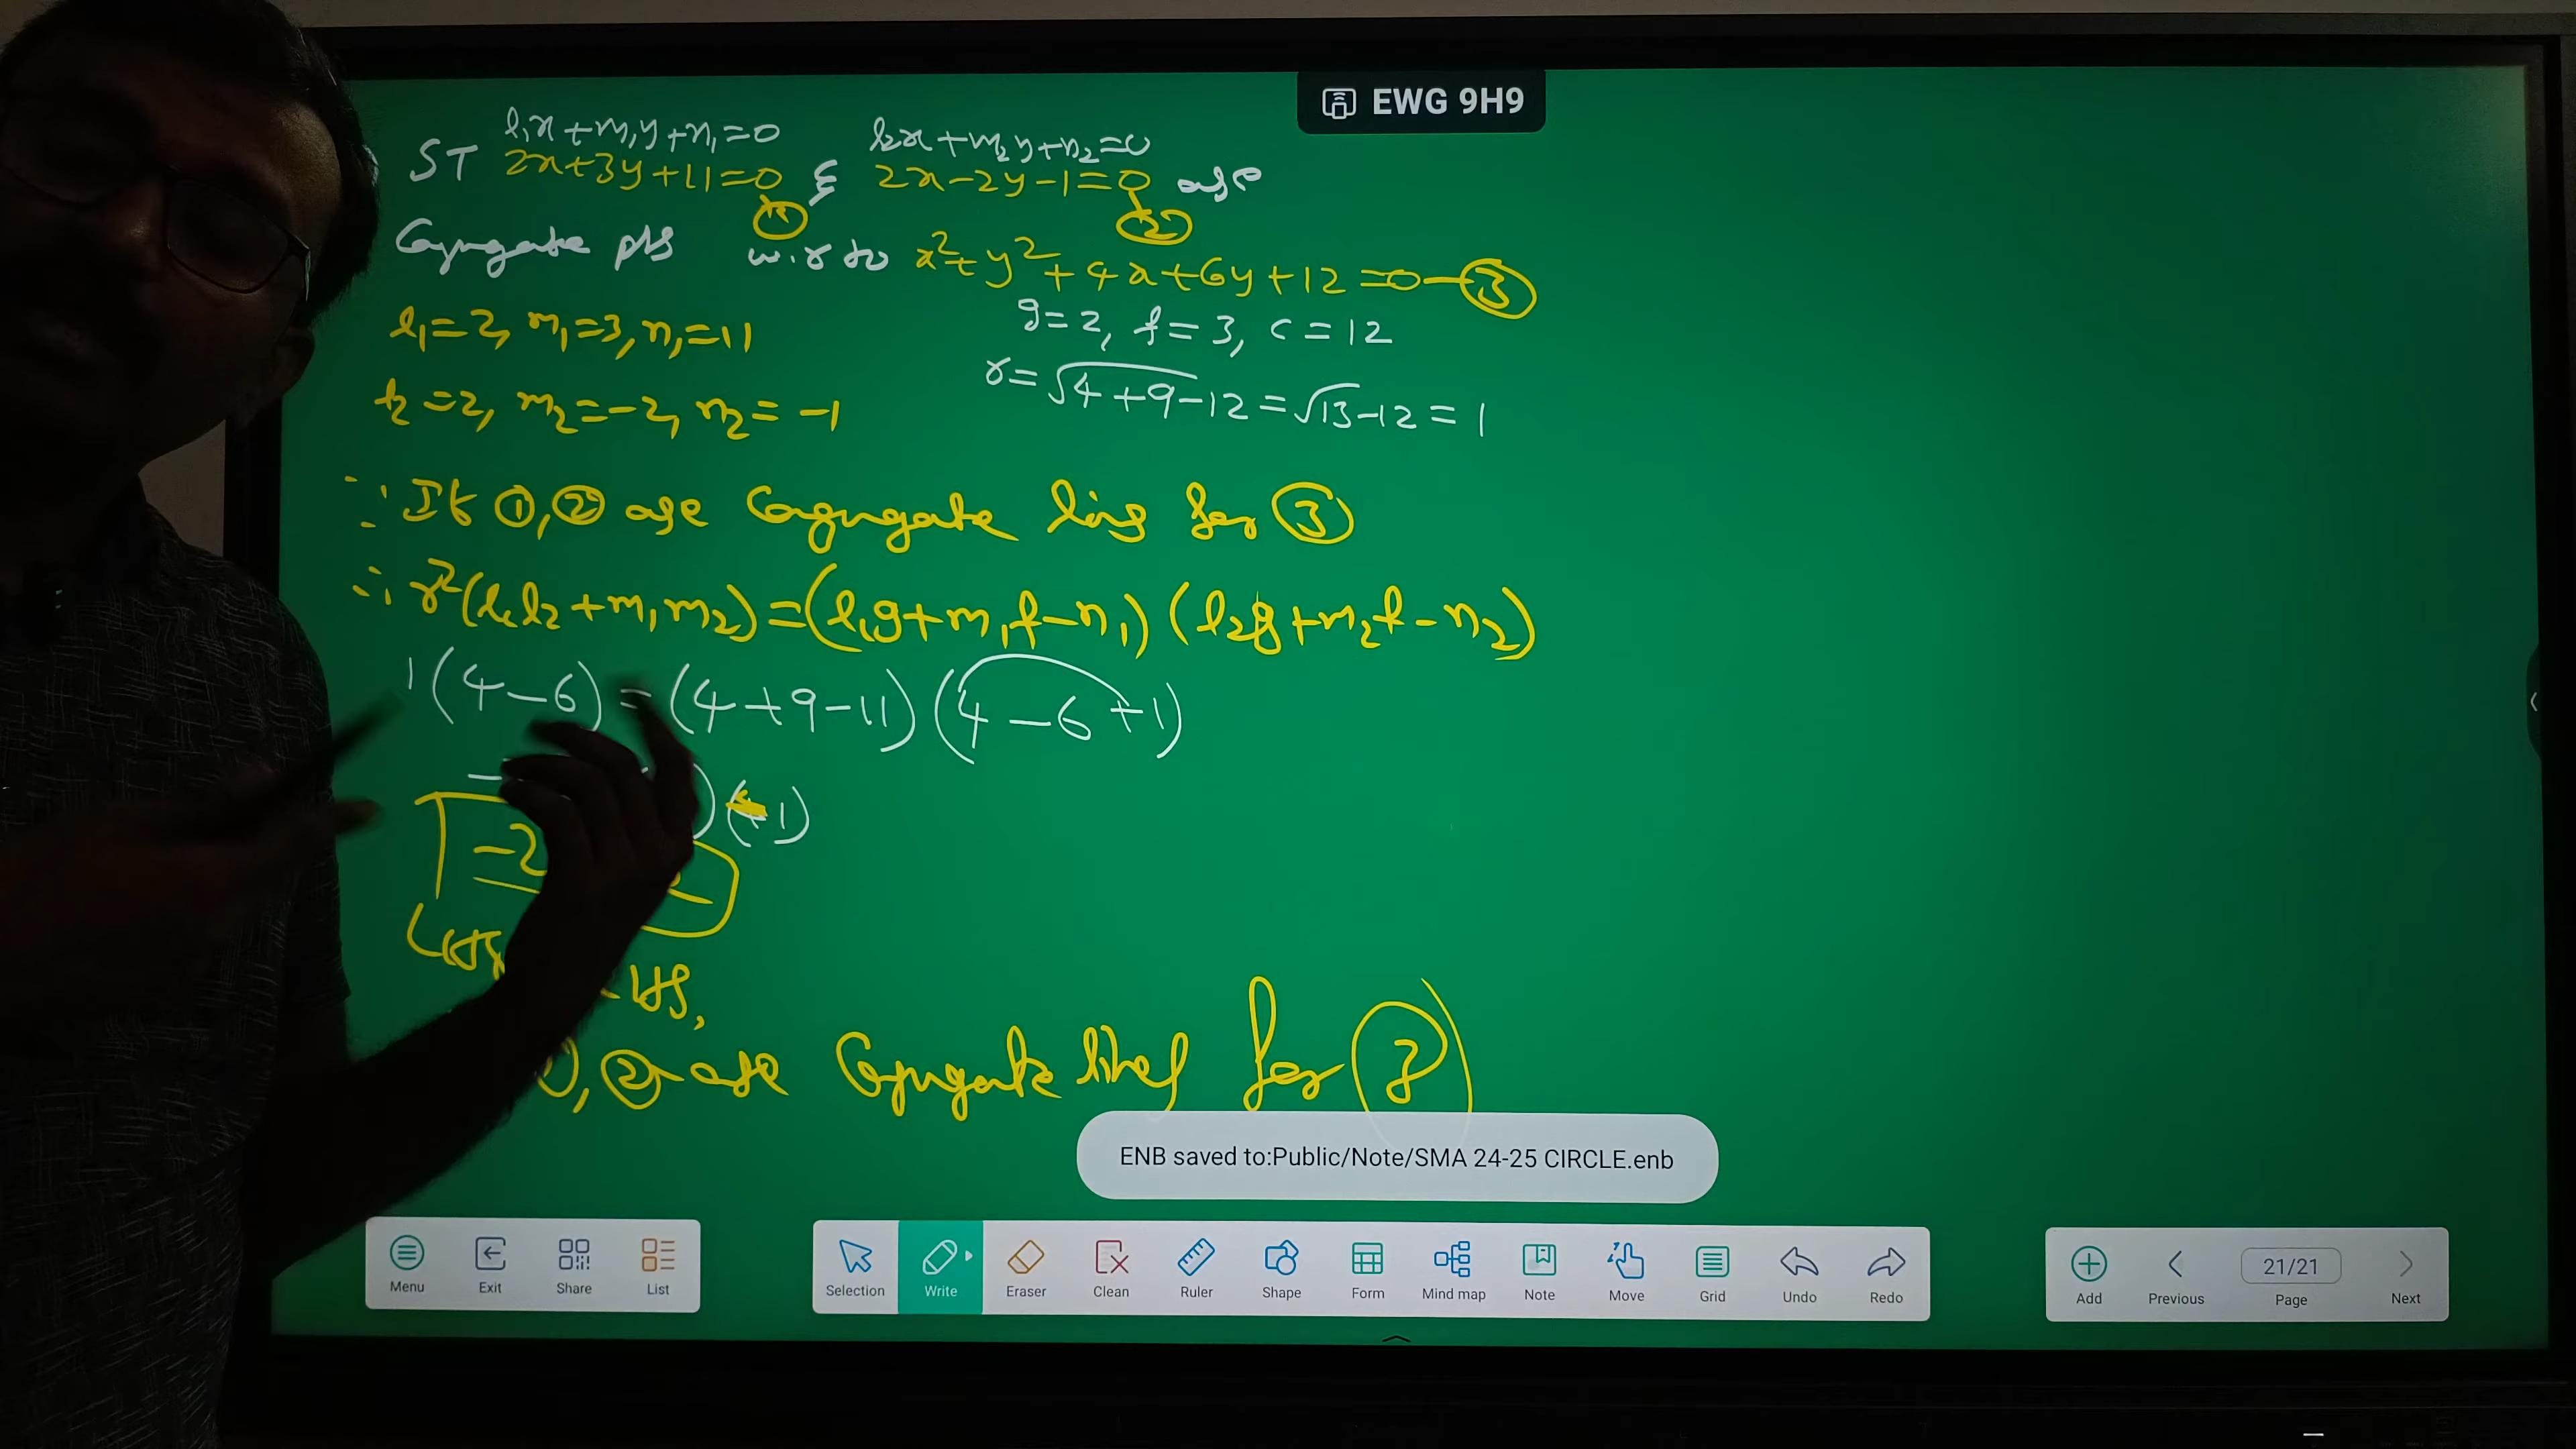 EWG 9H9
l₁x+m₁y+n₁=0 l₂x+m₂y+n₂=0
ST 2x+3y+11=0 & 2x-2y-1=0 are
① ②
Conjugate pts w.r to x²+y²+4x+6y+12=0—③
g=2, f=3, c=12
l₁=2, m₁=3, n₁=11
r=√4+9-12=√13-12=1
l₂=2, m₂=-2, n₂=-1
∵ If ①,② are Conjugate lines for ③
∴ r²(l₁l₂+m₁m₂)=(l₁g+m₁f-n₁)(l₂g+m₂f-n₂)
1(4-6)=(4+9-11)(4-6+1)
1)
-2
LHS HS,
② are Conjugate lines for ③
ENB saved to:Public/Note/SMA 24-25 CIRCLE.enb
Menu Exit Share List Selection Write Eraser Clean Ruler Shape Form Mind map Note Move Grid Undo Redo Add Previous 21/21 Page Next